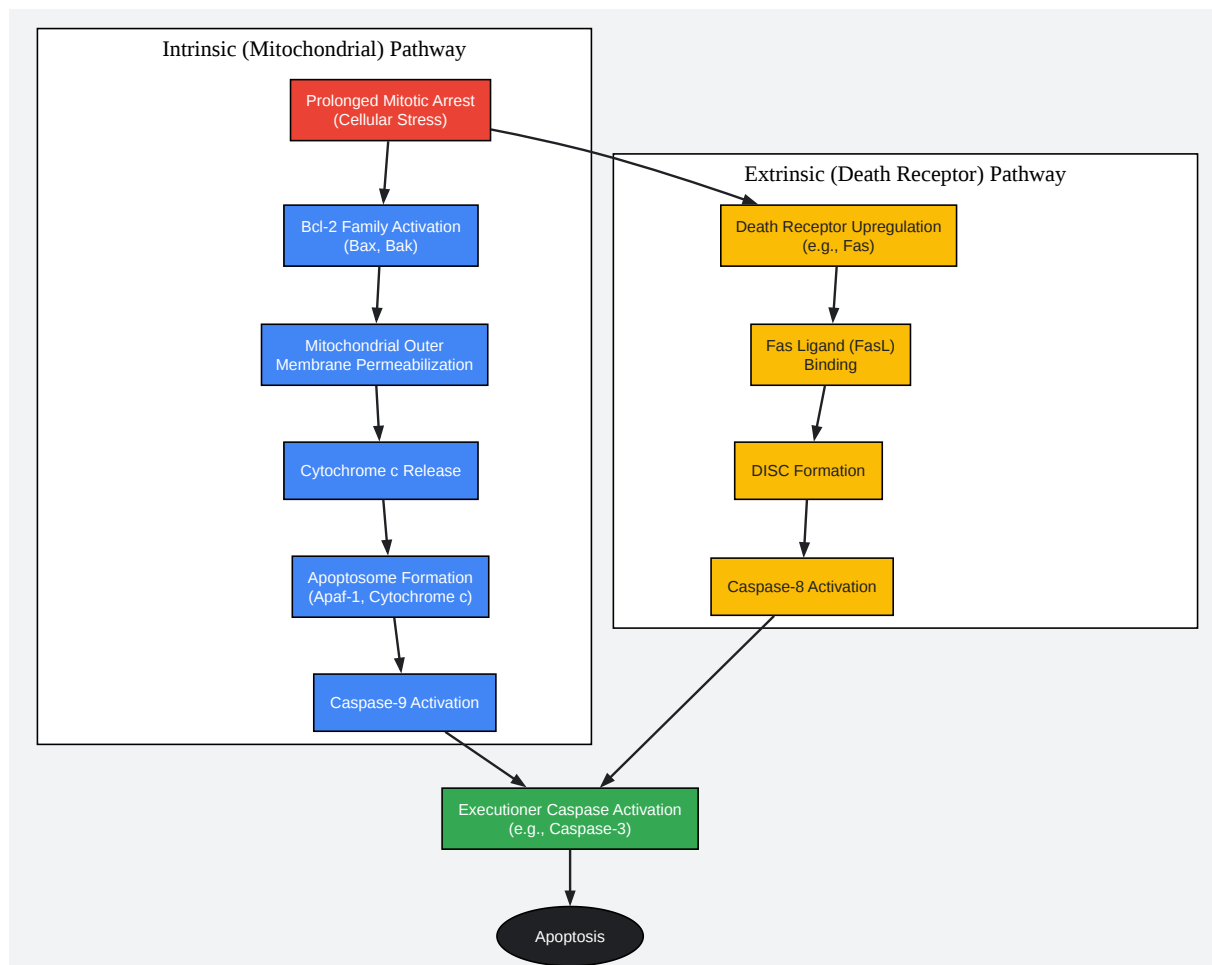 Intrinsic (Mitochondrial) Pathway
Prolonged Mitotic Arrest
(Cellular Stress)
Bcl-2 Family Activation
(Bax, Bak)
Mitochondrial Outer
Membrane Permeabilization
Cytochrome c Release
Apoptosome Formation
(Apaf-1, Cytochrome c)
Caspase-9 Activation
Extrinsic (Death Receptor) Pathway
Death Receptor Upregulation
(e.g., Fas)
Fas Ligand (FasL)
Binding
DISC Formation
Caspase-8 Activation
Executioner Caspase Activation
(e.g., Caspase-3)
Apoptosis